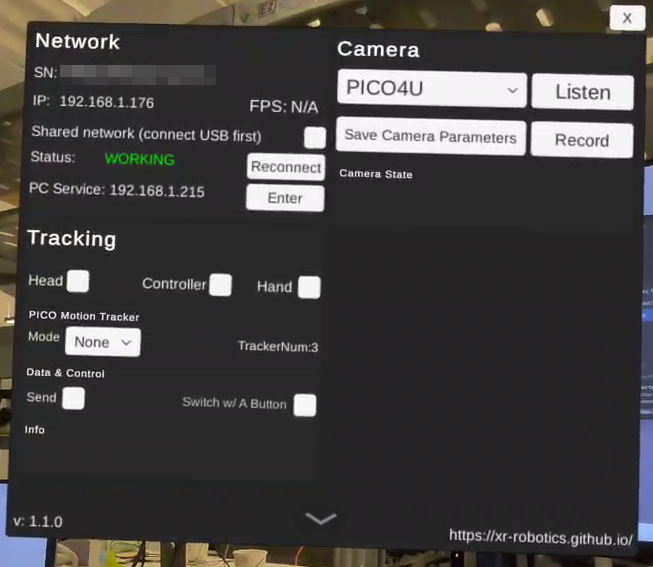 X
Network
SN:
IP: 192.168.1.176
FPS: N/A
Shared network (connect USB first)
Status: WORKING
Reconnect
PC Service: 192.168.1.215
Enter
Camera
PICO4U
Listen
Save Camera Parameters
Record
Camera State
Tracking
Head
Controller
Hand
PICO Motion Tracker
Mode
None
TrackerNum:3
Data & Control
Send
Switch w/ A Button
Info
v: 1.1.0
https://xr-robotics.github.io/